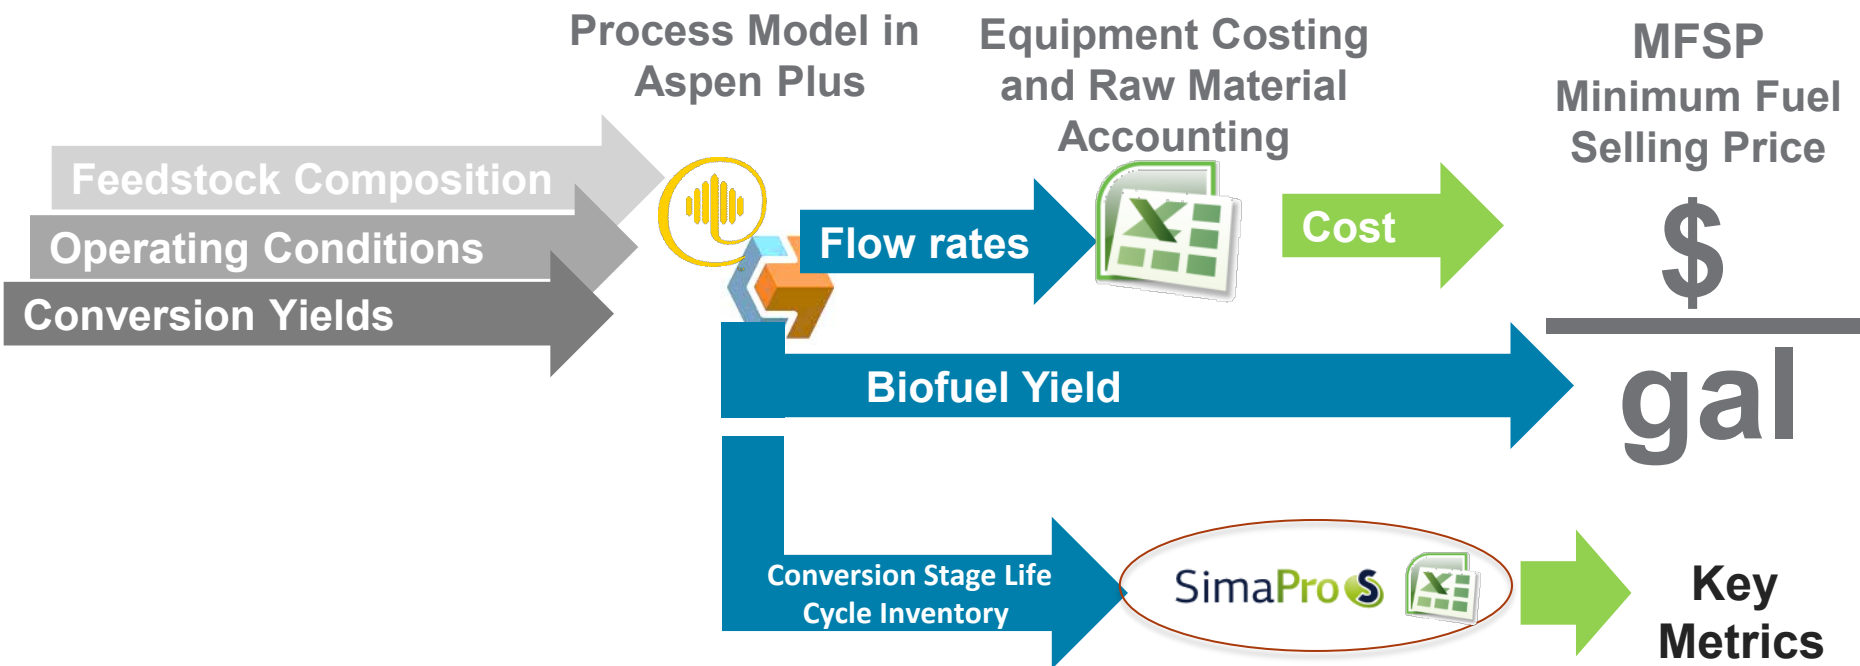 Process Model in
Aspen Plus
Equipment Costing
and Raw Material
Accounting
MFSP
Minimum Fuel
Selling Price
Feedstock Composition
Operating Conditions
Conversion Yields
Flow rates
Cost
$
gal
Biofuel Yield
Conversion Stage Life
Cycle Inventory
SimaPro
Key
Metrics